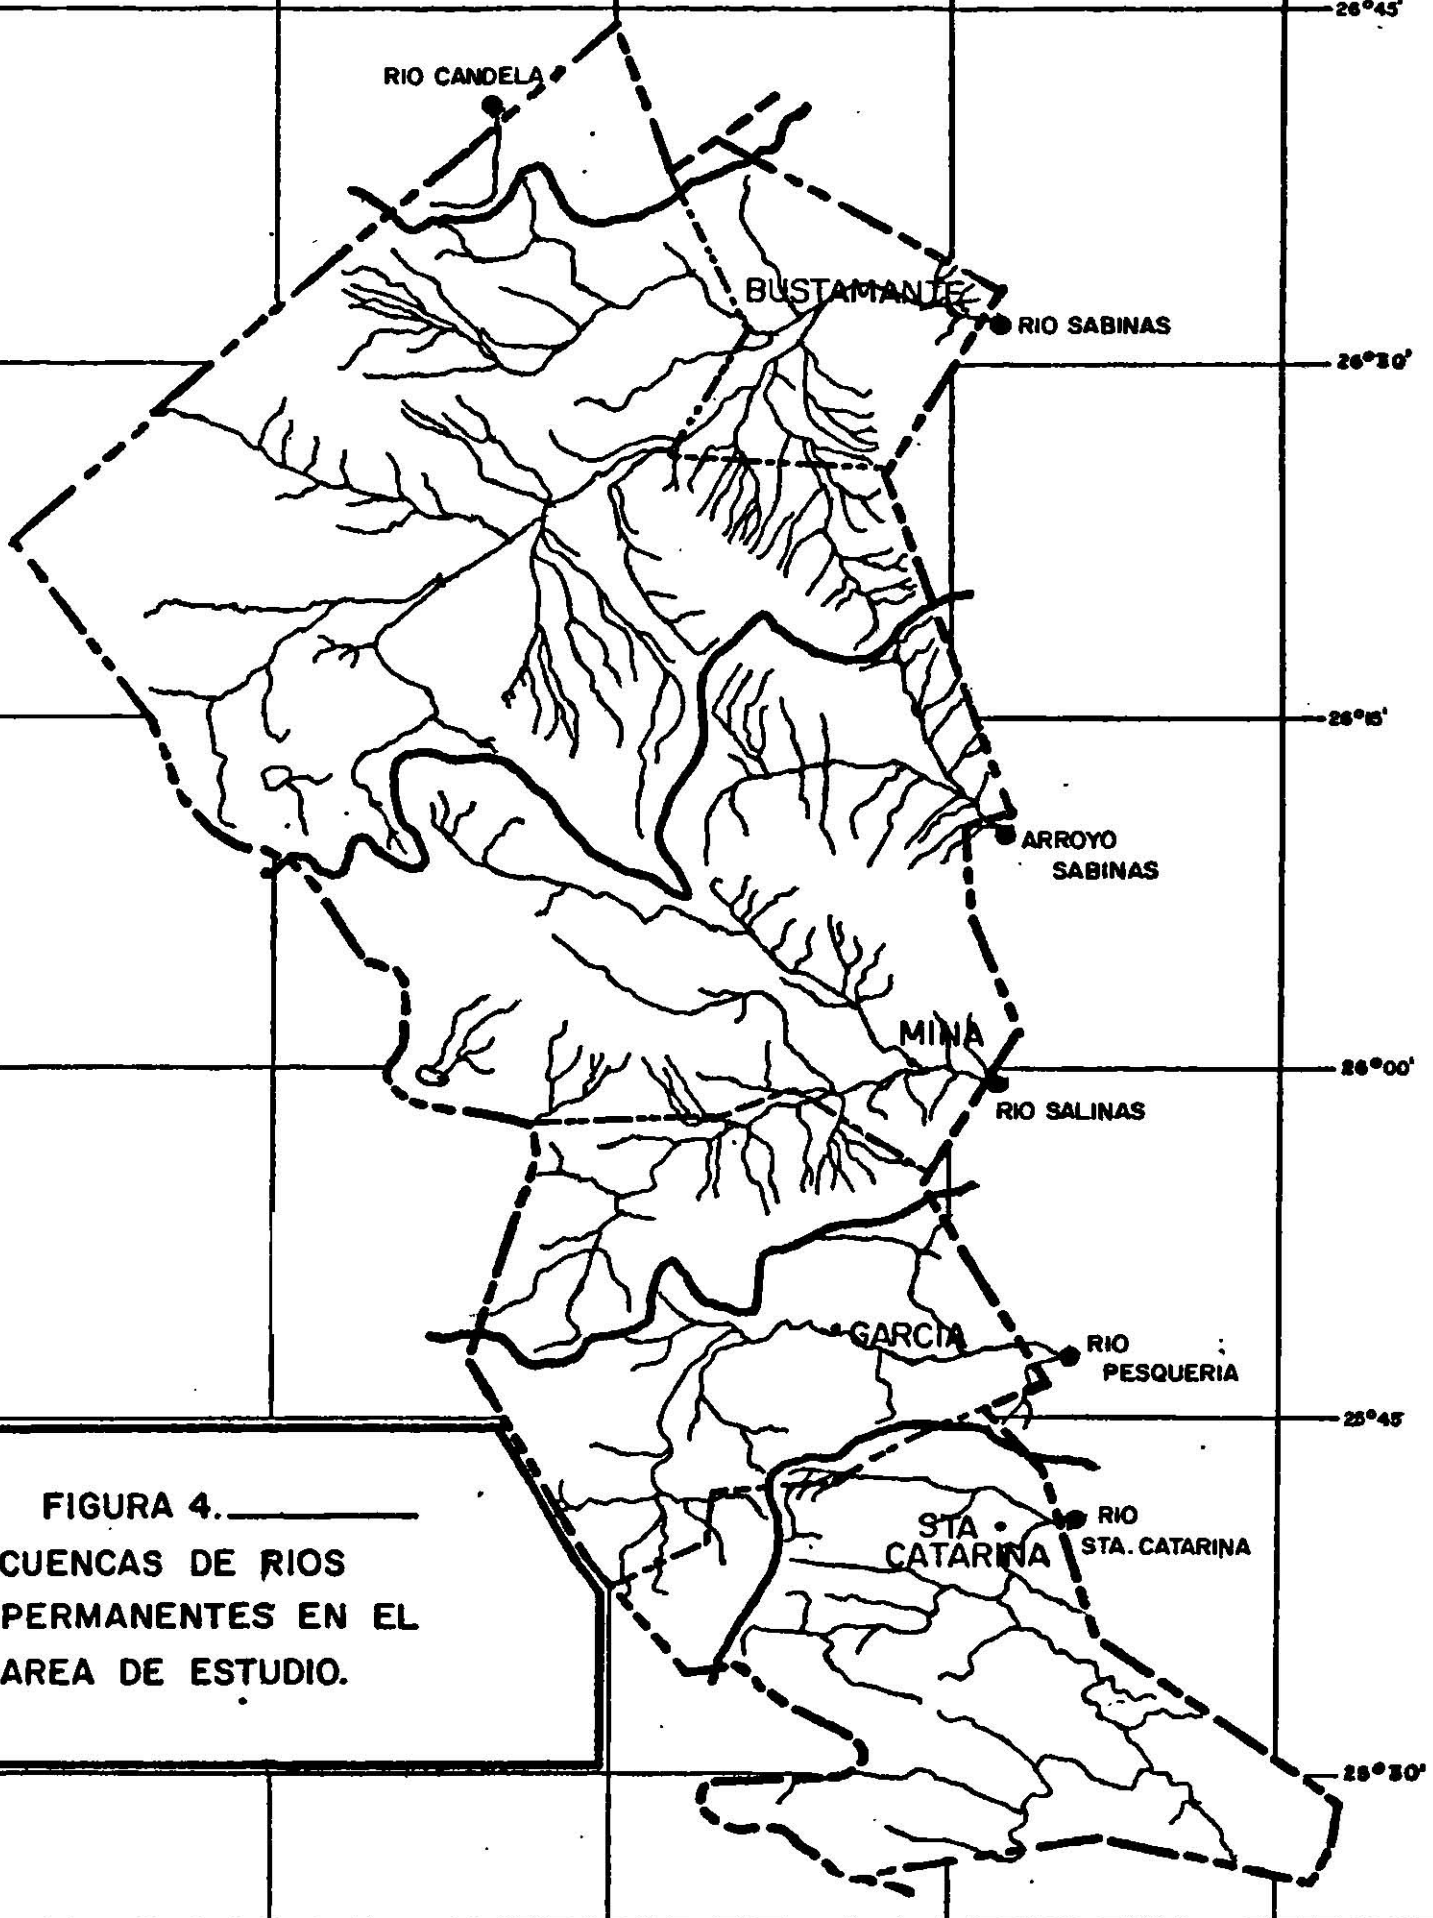 26°45'
RIO CANDELA
BUSTAMANTE
RIO SABINAS
26°30'
26°15'
ARROYO
SABINAS
MINA
26°00'
RIO SALINAS
GARCIA
RIO
PESQUERIA
25°45'
FIGURA 4.
CUENCAS DE RIOS
PERMANENTES EN EL
AREA DE ESTUDIO.
STA.
CATARINA
RIO
STA. CATARINA
25°30'